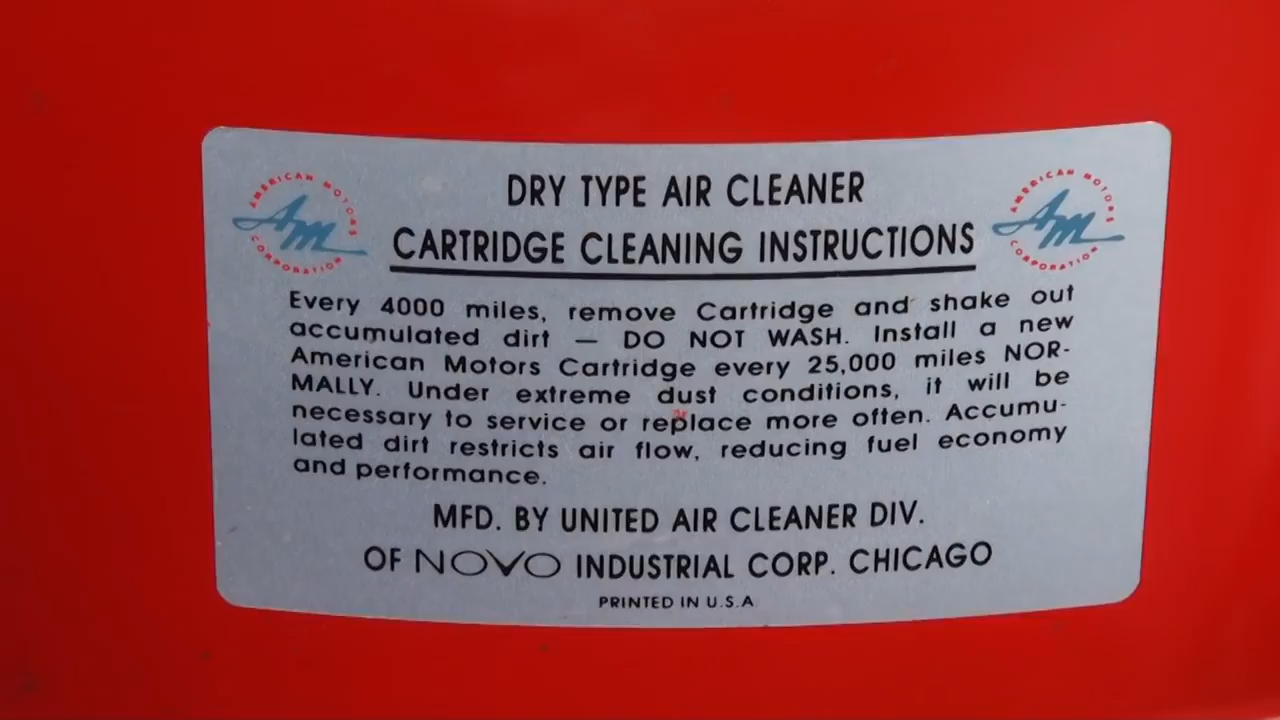 AMERICAN MOTORS
AM
CORPORATION
AMERICAN MOTORS
AM
CORPORATION
DRY TYPE AIR CLEANER
CARTRIDGE CLEANING INSTRUCTIONS
Every 4000 miles, remove Cartridge and shake out
accumulated dirt — DO NOT WASH. Install a new
American Motors Cartridge every 25,000 miles NOR-
MALLY. Under extreme dust conditions, it will be
necessary to service or replace more often. Accumu-
lated dirt restricts air flow, reducing fuel economy
and performance.
MFD. BY UNITED AIR CLEANER DIV.
OF NOVO INDUSTRIAL CORP. CHICAGO
PRINTED IN U.S.A.